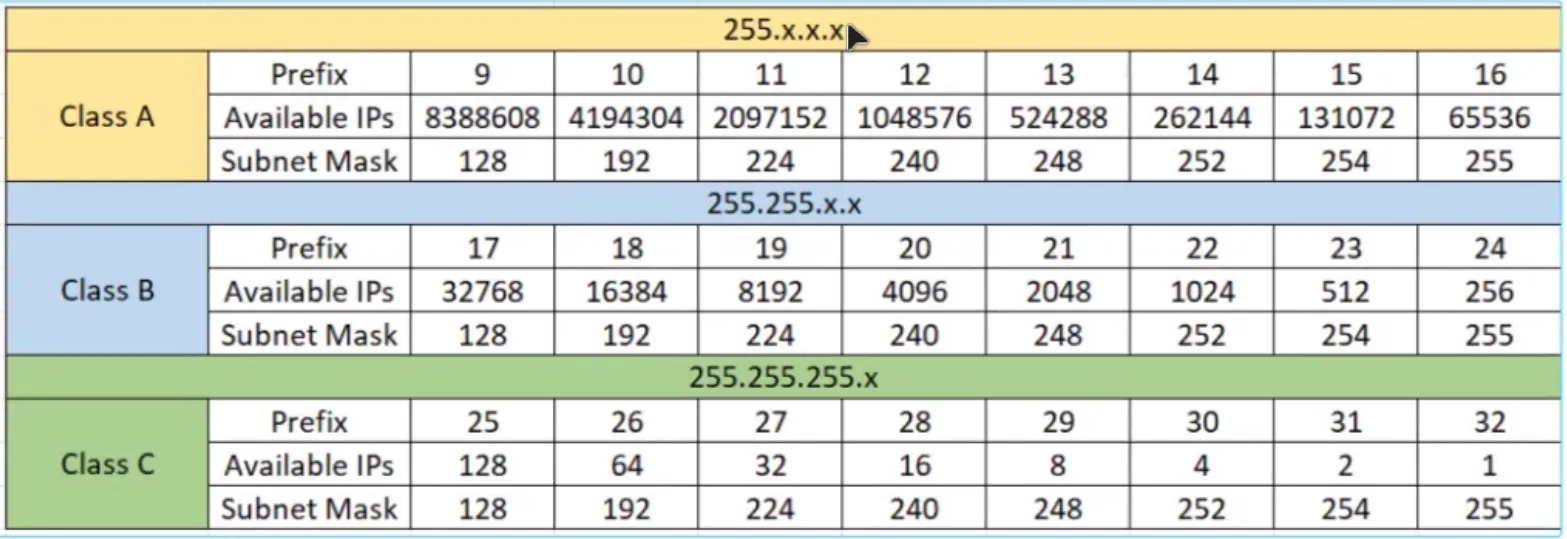 255.x.x.x
Class A
Prefix 9 10 11 12 13 14 15 16
Available IPs 8388608 4194304 2097152 1048576 524288 262144 131072 65536
Subnet Mask 128 192 224 240 248 252 254 255
255.255.x.x
Class B
Prefix 17 18 19 20 21 22 23 24
Available IPs 32768 16384 8192 4096 2048 1024 512 256
Subnet Mask 128 192 224 240 248 252 254 255
255.255.255.x
Class C
Prefix 25 26 27 28 29 30 31 32
Available IPs 128 64 32 16 8 4 2 1
Subnet Mask 128 192 224 240 248 252 254 255